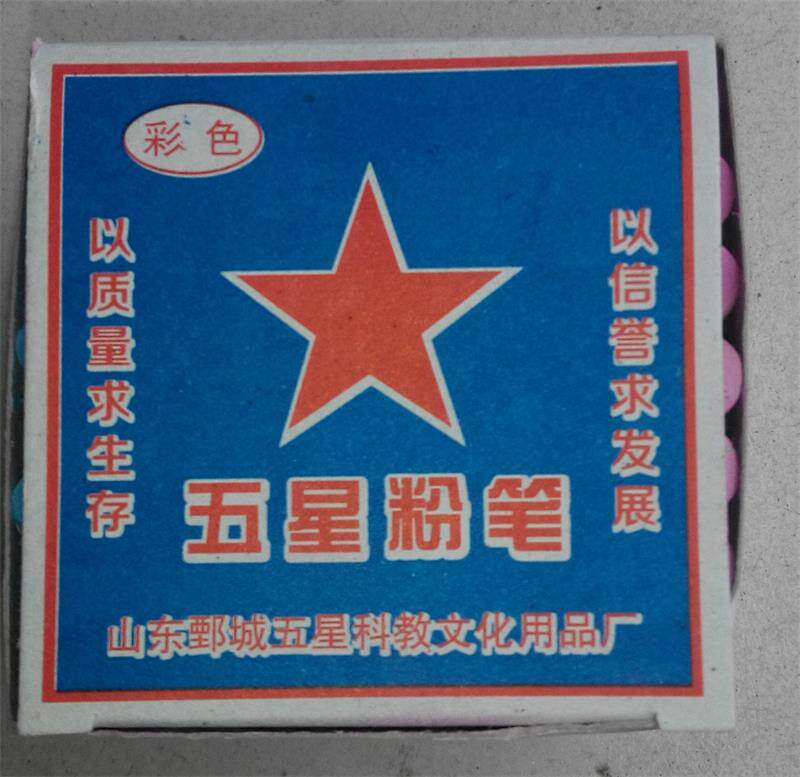 彩色
以质量求生存
以信誉求发展
五星粉笔
山东鄄城五星科教文化用品厂